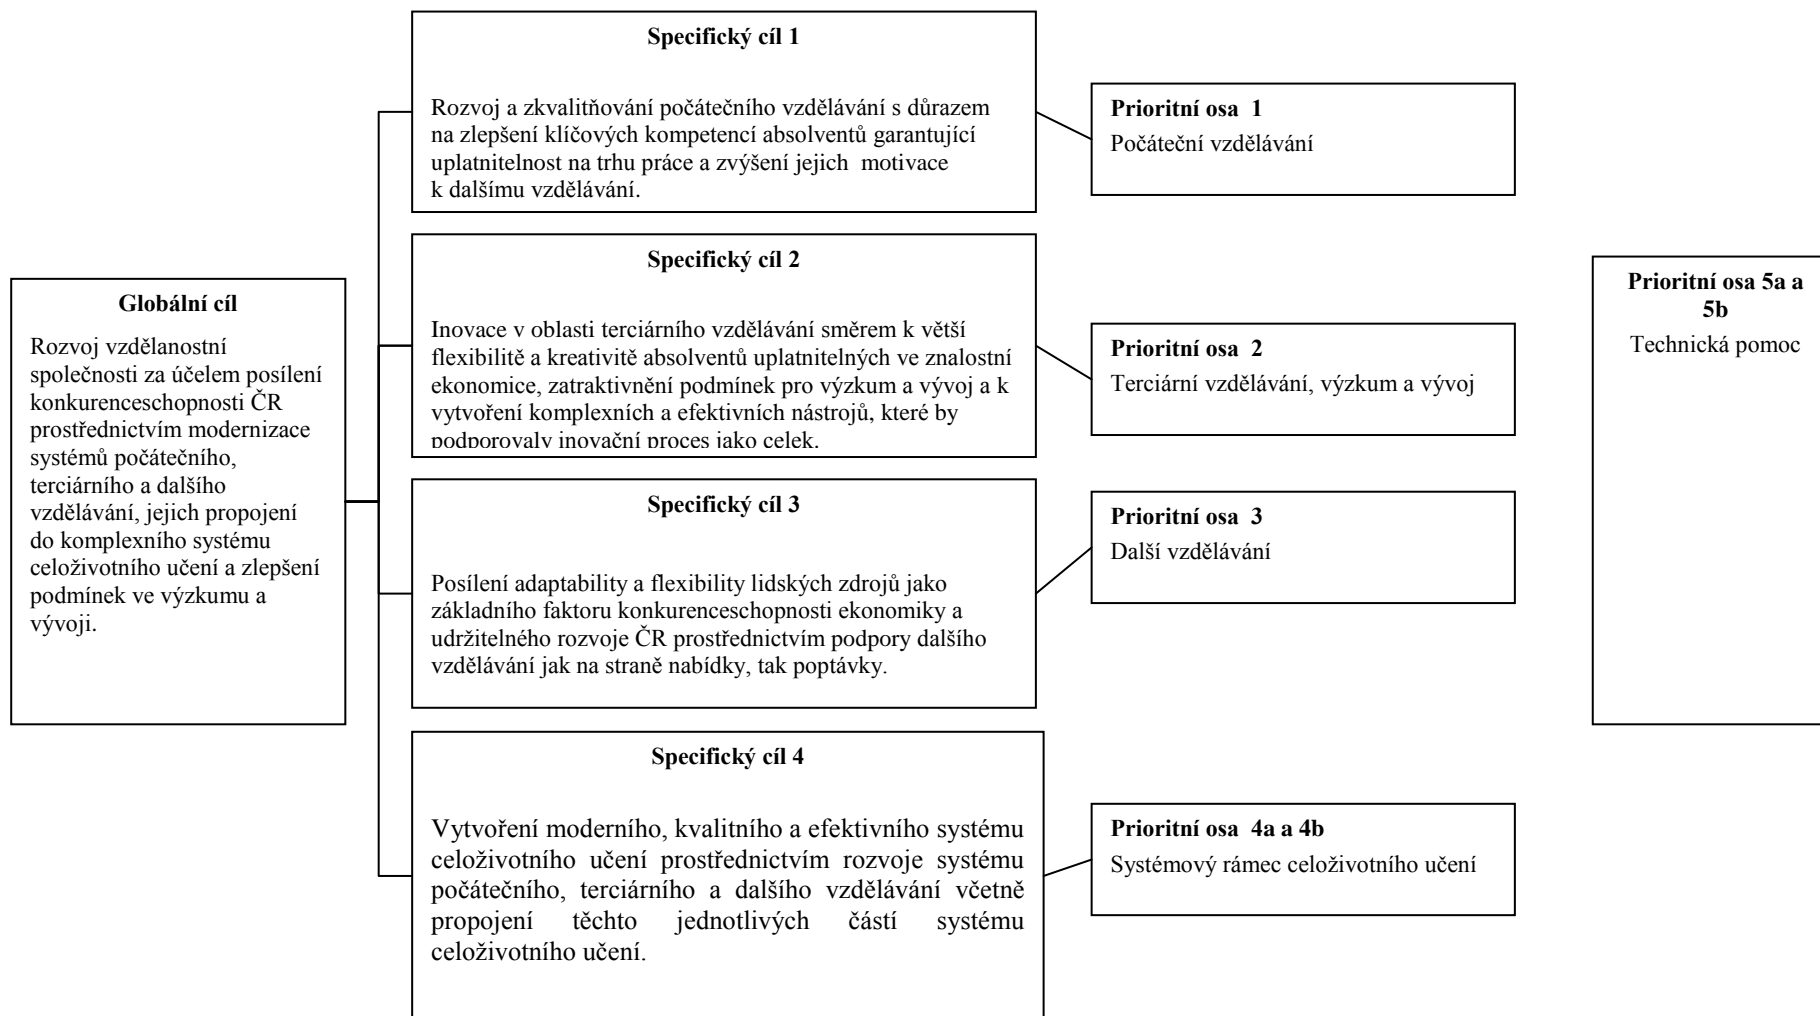 Globální cíl
Rozvoj vzdělanostní
společnosti za účelem posílení
konkurenceschopnosti ČR
prostřednictvím modernizace
systémů počátečního,
terciárního a dalšího
vzdělávání, jejich propojení
do komplexního systému
celoživotního učení a zlepšení
podmínek ve výzkumu a
vývoji.
Specifický cíl 1
Rozvoj a zkvalitňování počátečního vzdělávání s důrazem
na zlepšení klíčových kompetencí absolventů garantující
uplatnitelnost na trhu práce a zvýšení jejich motivace
k dalšímu vzdělávání.
Prioritní osa 1
Počáteční vzdělávání
Specifický cíl 2
Inovace v oblasti terciárního vzdělávání směrem k větší
flexibilitě a kreativitě absolventů uplatnitelných ve znalostní
ekonomice, zatraktivnění podmínek pro výzkum a vývoj a k
vytvoření komplexních a efektivních nástrojů, které by
podporovaly inovační proces jako celek.
Prioritní osa 2
Terciární vzdělávání, výzkum a vývoj
Specifický cíl 3
Posílení adaptability a flexibility lidských zdrojů jako
základního faktoru konkurenceschopnosti ekonomiky a
udržitelného rozvoje ČR prostřednictvím podpory dalšího
vzdělávání jak na straně nabídky, tak poptávky.
Prioritní osa 3
Další vzdělávání
Specifický cíl 4
Vytvoření moderního, kvalitního a efektivního systému
celoživotního učení prostřednictvím rozvoje systému
počátečního, terciárního a dalšího vzdělávání včetně
propojení těchto jednotlivých částí systému
celoživotního učení.
Prioritní osa 4a a 4b
Systémový rámec celoživotního učení
Prioritní osa 5a a
5b
Technická pomoc